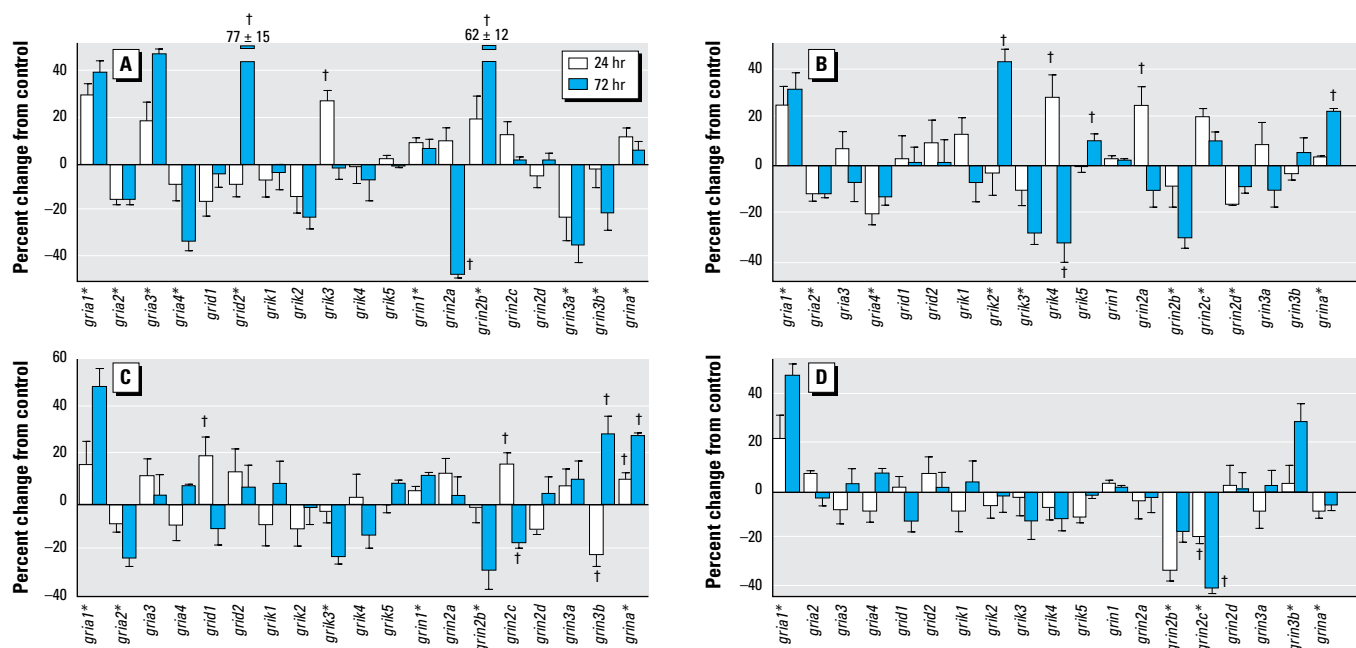 †
77 ± 15
†
62 ± 12
A
24 hr
72 hr
Percent change from control
40
20
0
–20
–40
†
†
gria1*
gria2*
gria3*
gria4*
grid1
grid2*
grik1
grik2
grik3
grik4
grik5
grin1*
grin2a
grin2b*
grin2c
grin2d
grin3a*
grin3b*
grina*
B
Percent change from control
40
20
0
–20
–40
†
†
†
†
†
†
gria1*
gria2*
gria3
gria4*
grid1
grid2
grik1
grik2*
grik3*
grik4
grik5
grin1
grin2a
grin2b*
grin2c*
grin2d*
grin3a
grin3b
grina*
C
Percent change from control
60
40
20
0
–20
–40
†
†
†
†
†
†
†
gria1*
gria2*
gria3
gria4
grid1
grid2
grik1
grik2
grik3*
grik4
grik5
grin1*
grin2a
grin2b*
grin2c
grin2d
grin3a
grin3b
grina*
D
Percent change from control
40
20
0
–20
–40
†
†
gria1*
gria2
gria3
gria4
grid1
grid2
grik1
grik2
grik3
grik4
grik5
grin1
grin2a
grin2b*
grin2c*
grin2d
grin3a
grin3b*
grina*